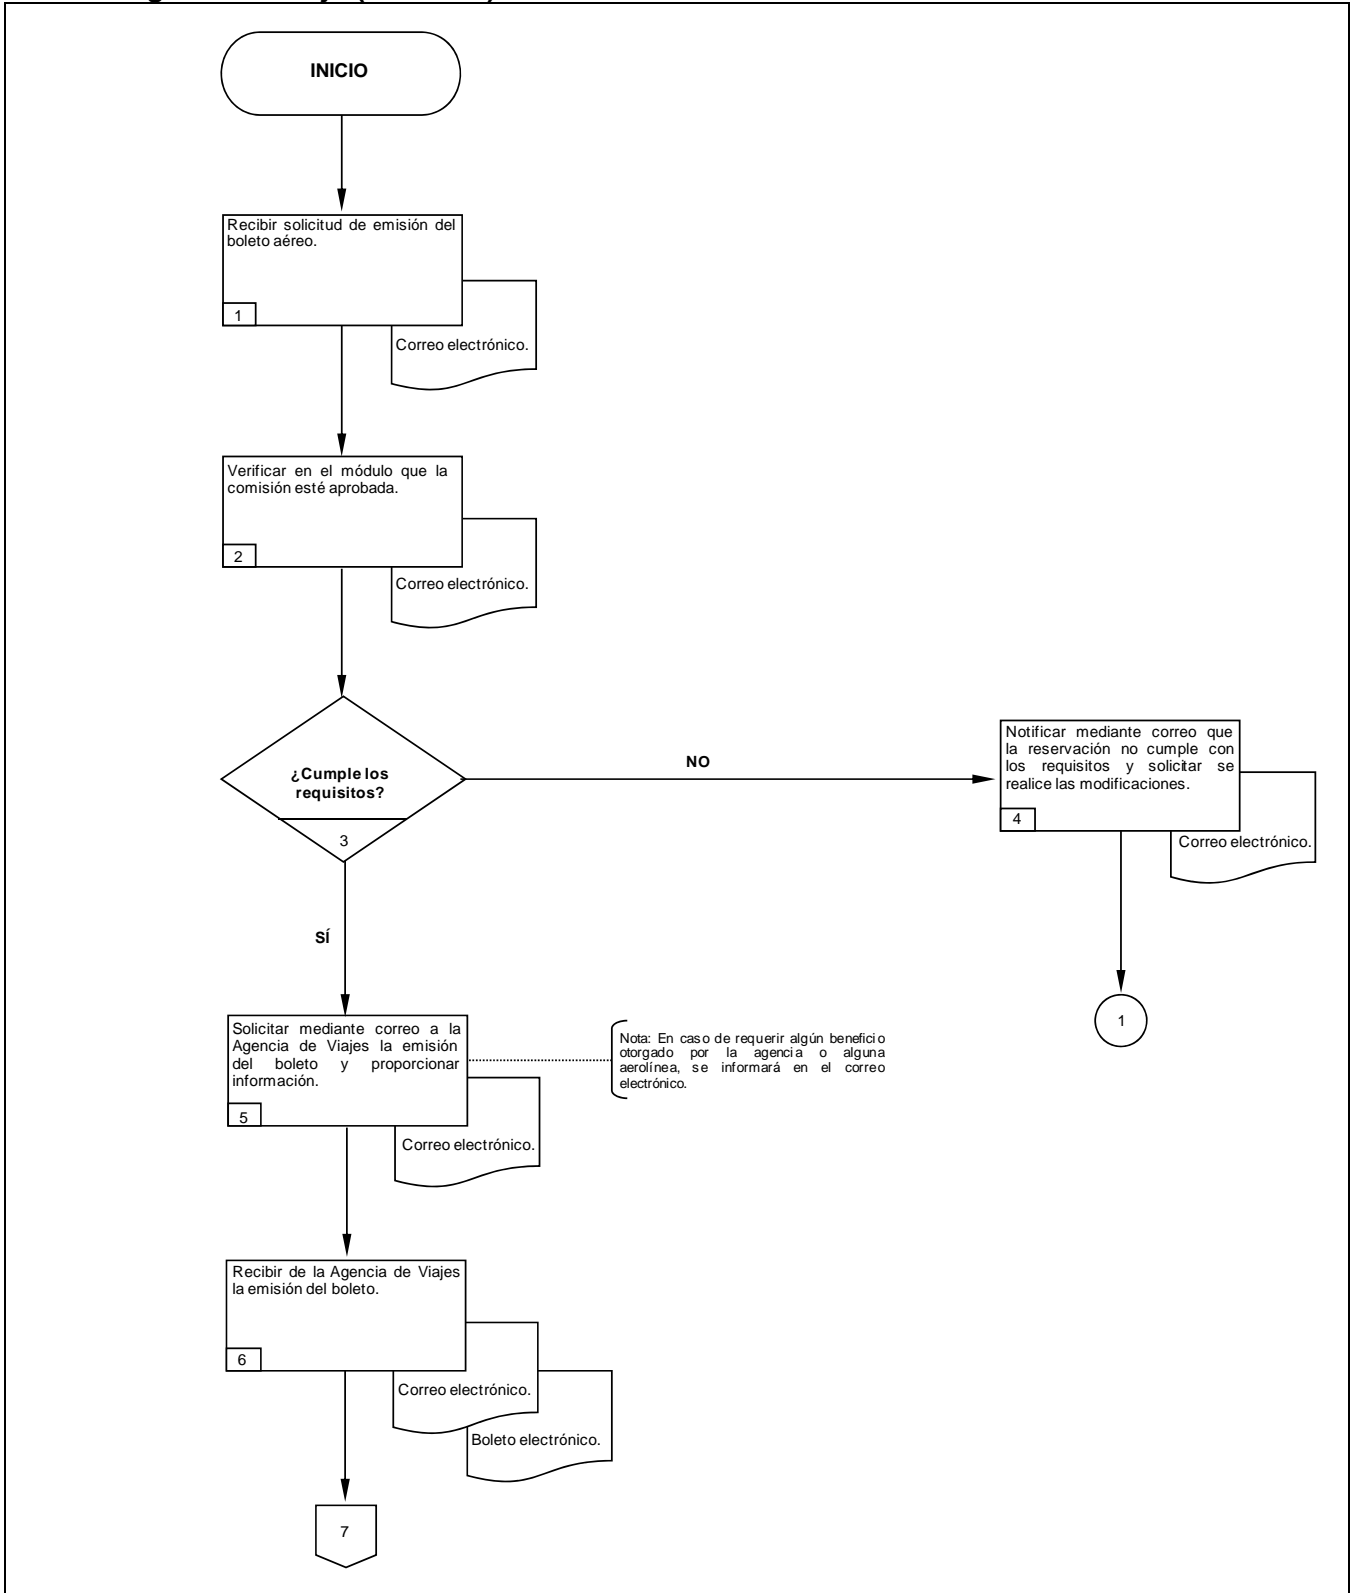 INICIO
Recibir solicitud de emisión del
boleto aéreo.
1
Correo electrónico.
Verificar en el módulo que la
comisión esté aprobada.
2
Correo electrónico.
¿Cumple los
requisitos?
3
NO
Notificar mediante correo que
la reservación no cumple con
los requisitos y solicitar se
realice las modificaciones.
4
Correo electrónico.
1
SÍ
Solicitar mediante correo a la
Agencia de Viajes la emisión
del boleto y proporcionar
información.
5
Correo electrónico.
Nota: En caso de requerir algún beneficio
otorgado por la agencia o alguna
aerolínea, se informará en el correo
electrónico.
Recibir de la Agencia de Viajes
la emisión del boleto.
6
Correo electrónico.
Boleto electrónico.
7